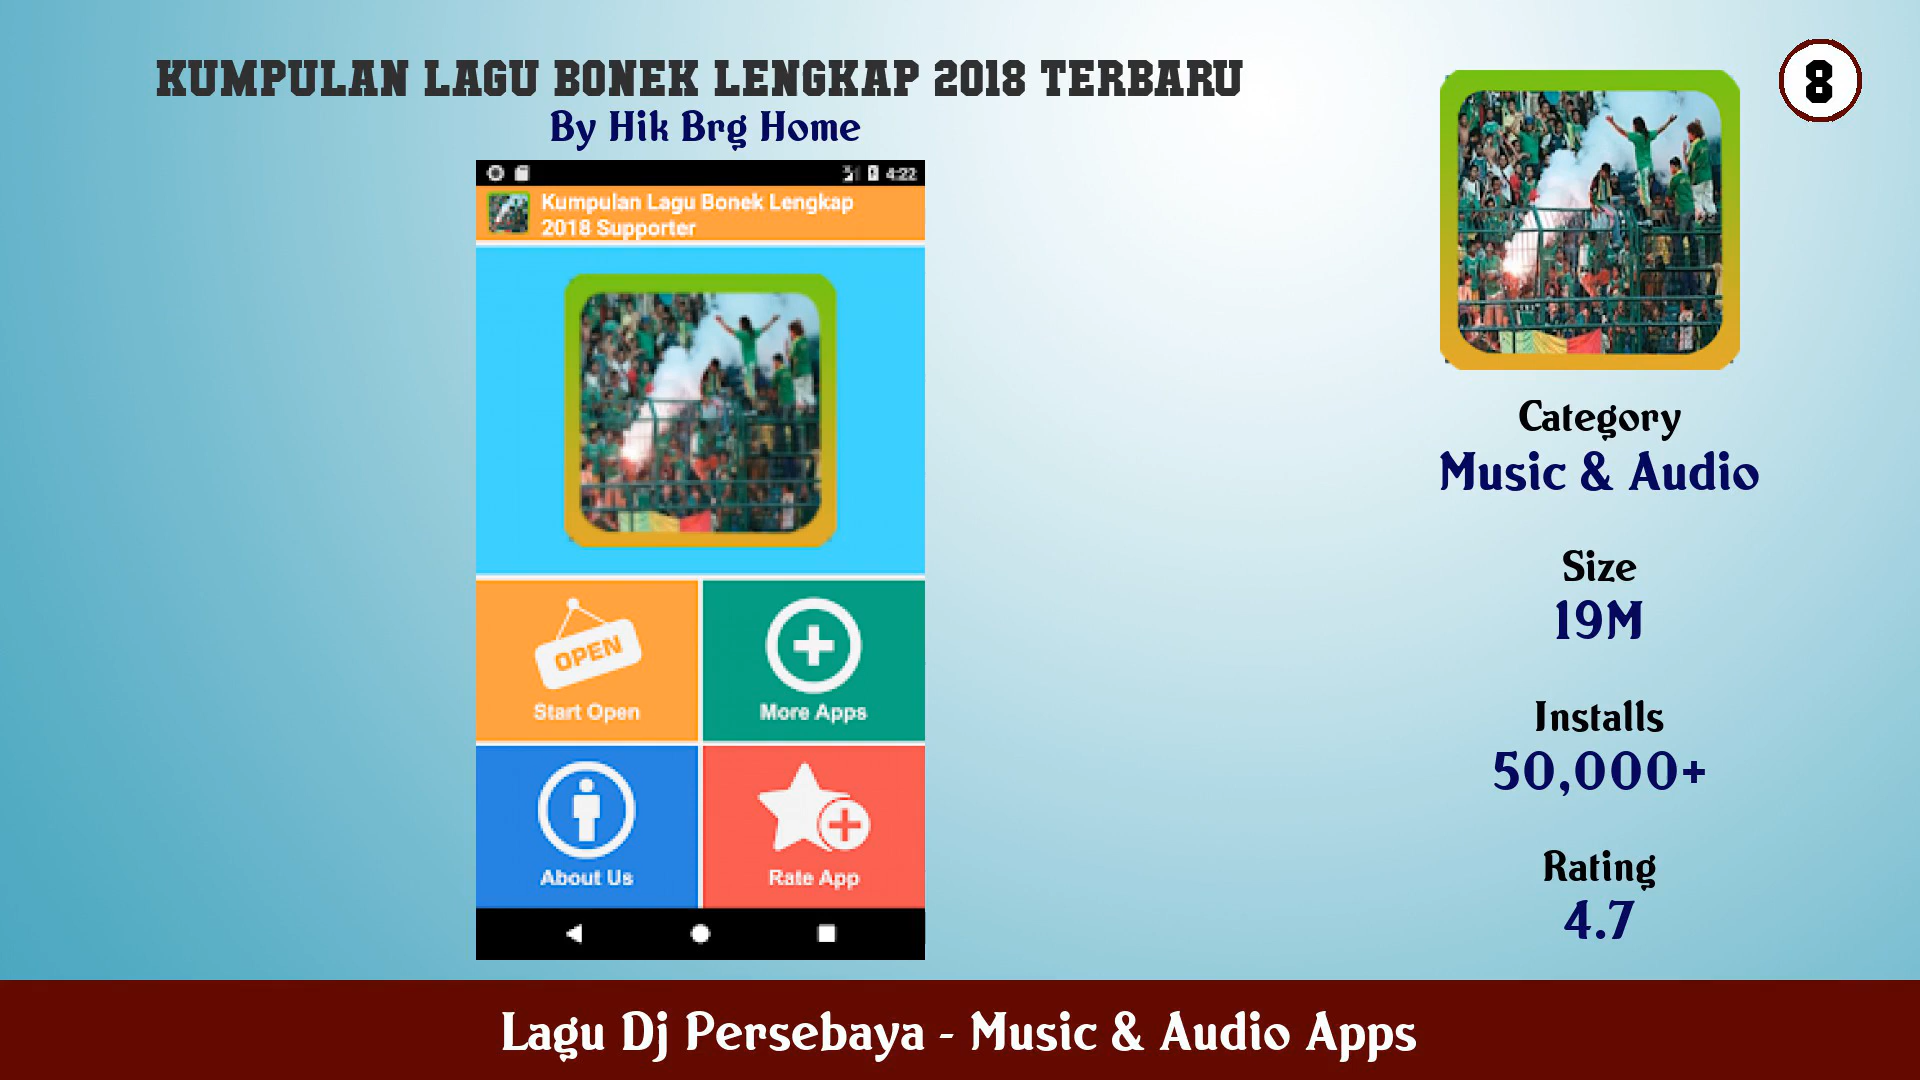 KUMPULAN LAGU BONEK LENGKAP 2018 TERBARU
By Hik Brg Home
8
4:22
Kumpulan Lagu Bonek Lengkap
2018 Supporter
OPEN
Start Open
More Apps
About Us
Rate App
Category
Music & Audio
Size
19M
Installs
50,000+
Rating
4.7
Lagu Dj Persebaya - Music & Audio Apps